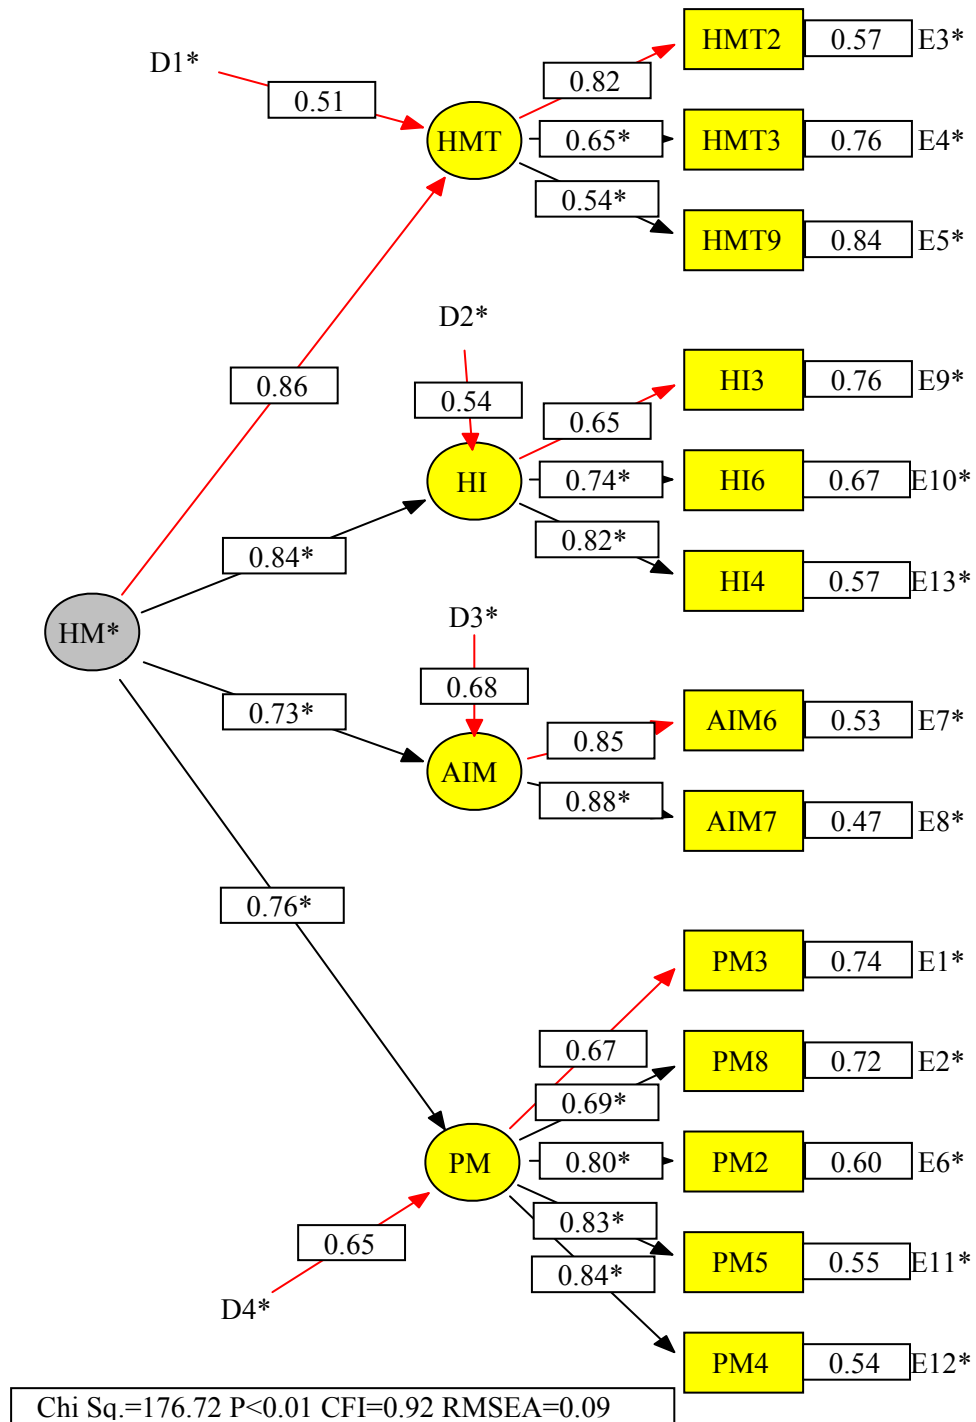 HMT2 0.57 E3*
D1* 0.82
0.51
HMT 0.65* HMT3 0.76 E4*
0.54*
HMT9 0.84 E5*
D2*
0.86 HI3 0.76 E9*
0.54 0.65
HI 0.74* HI6 0.67 E10*
0.84* 0.82*
HI4 0.57 E13*
HM* D3*
0.68
0.73* 0.85 AIM6 0.53 E7*
AIM
0.88* AIM7 0.47 E8*
0.76*
PM3 0.74 E1*
0.67 PM8 0.72 E2*
0.69*
PM 0.80* PM2 0.60 E6*
0.83*
0.65 PM5 0.55 E11*
0.84*
D4*
PM4 0.54 E12*
Chi Sq.=176.72 P<0.01 CFI=0.92 RMSEA=0.09